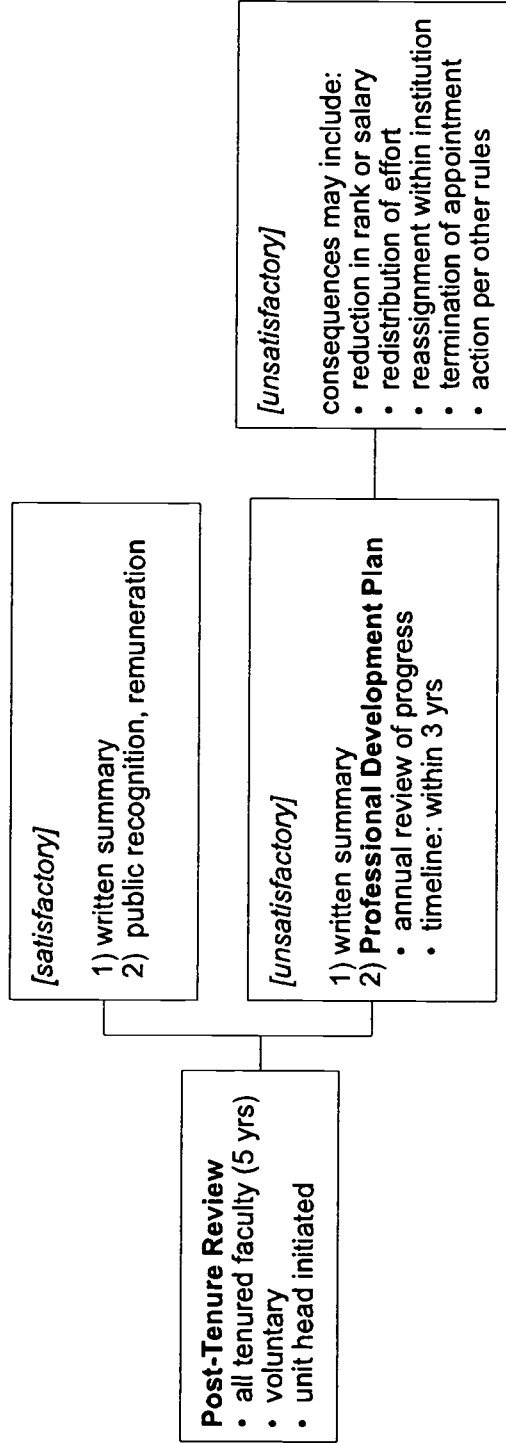 Post-Tenure Review
• all tenured faculty (5 yrs)
• voluntary
• unit head initiated
[satisfactory]
1) written summary
2) public recognition, remuneration
[unsatisfactory]
1) written summary
2) Professional Development Plan
• annual review of progress
• timeline: within 3 yrs
[unsatisfactory]
consequences may include:
• reduction in rank or salary
• redistribution of effort
• reassignment within institution
• termination of appointment
• action per other rules